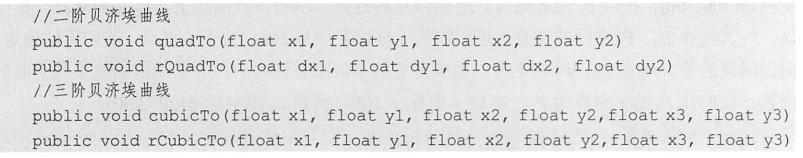 //二阶贝济埃曲线
public void quadTo(float x1, float y1, float x2, float y2)
public void rQuadTo(float dx1, float dy1, float dx2, float dy2)
//三阶贝济埃曲线
public void cubicTo(float x1, float y1, float x2, float y2,float x3, float y3)
public void rCubicTo(float x1, float y1, float x2, float y2,float x3, float y3)